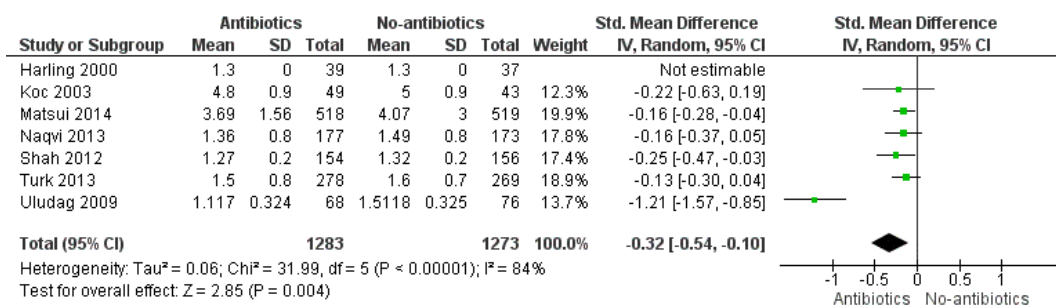 Antibiotics No-antibiotics Std. Mean Difference Std. Mean Difference
Study or Subgroup Mean SD Total Mean SD Total Weight IV, Random, 95% CI IV, Random, 95% CI
Harling 2000 1.3 0 39 1.3 0 37 Not estimable
Koc 2003 4.8 0.9 49 5 0.9 43 12.3% -0.22 [-0.63, 0.19]
Matsui 2014 3.69 1.56 518 4.07 3 519 19.9% -0.16 [-0.28, -0.04]
Naqvi 2013 1.36 0.8 177 1.49 0.8 173 17.8% -0.16 [-0.37, 0.05]
Shah 2012 1.27 0.2 154 1.32 0.2 156 17.4% -0.25 [-0.47, -0.03]
Turk 2013 1.5 0.8 278 1.6 0.7 269 18.9% -0.13 [-0.30, 0.04]
Uludag 2009 1.117 0.324 68 1.5118 0.325 76 13.7% -1.21 [-1.57, -0.85]
Total (95% CI) 1283 1273 100.0% -0.32 [-0.54, -0.10]
Heterogeneity: Tau² = 0.06; Chi² = 31.99, df = 5 (P < 0.00001); I² = 84%
Test for overall effect: Z = 2.85 (P = 0.004)
-1 -0.5 0 0.5 1
Antibiotics No-antibiotics